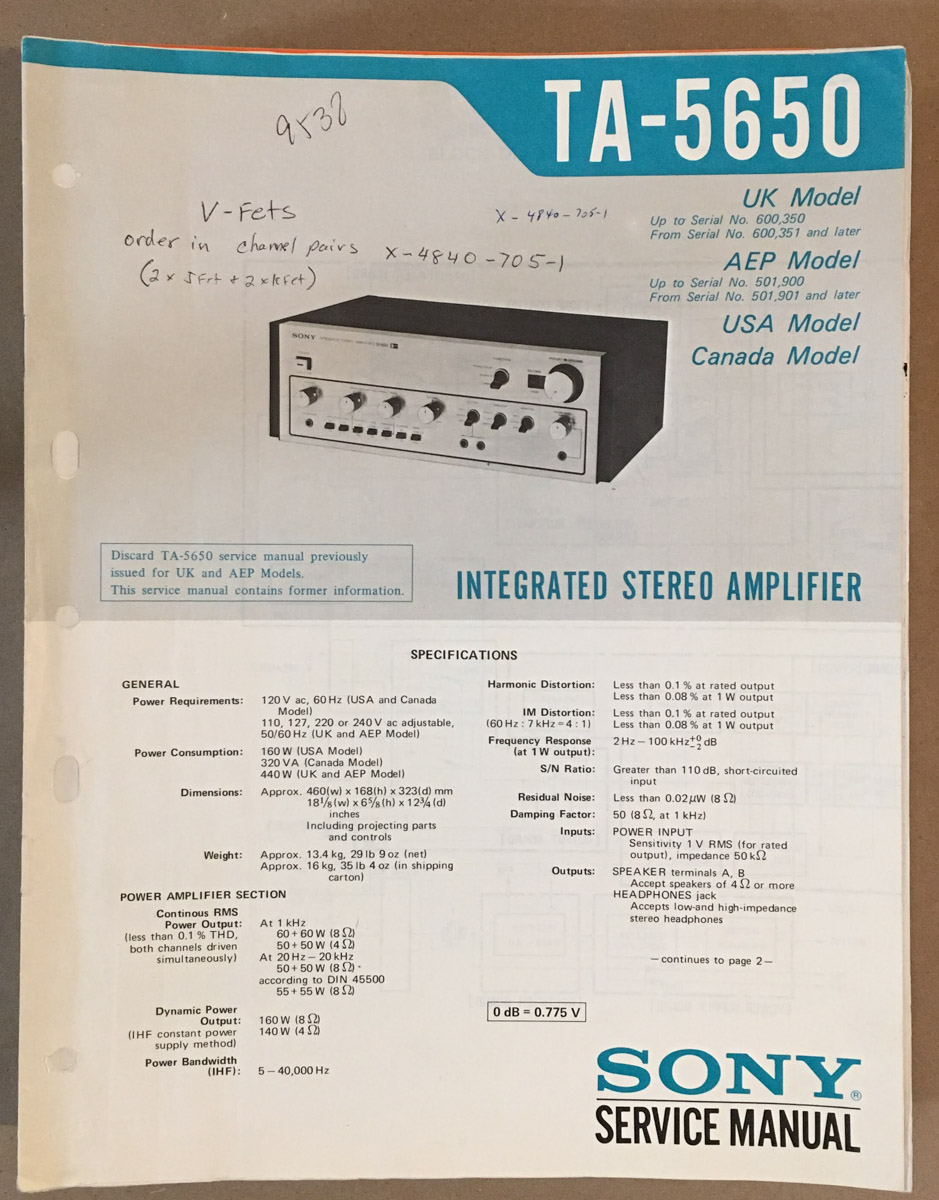 TA-5650
9538
UK Model
Up to Serial No. 600,350
From Serial No. 600,351 and later
AEP Model
Up to Serial No. 501,900
From Serial No. 501,901 and later
USA Model
Canada Model
V-Fets
X-4840-705-1
order in channel pairs X-4840-705-1
SONY
Discard TA-5650 service manual previously
issued for UK and AEP Models.
This service manual contains former information.
INTEGRATED STEREO AMPLIFIER
SPECIFICATIONS
GENERAL
Power Requirements: 120 V ac, 60 Hz (USA and Canada
Model)
110, 127, 220 or 240 V ac adjustable,
50/60 Hz (UK and AEP Model)
Power Consumption: 160 W (USA Model)
320 VA (Canada Model)
440 W (UK and AEP Model)
Dimensions: Approx. 460(w) x 168(h) x 323(d) mm
18⅛(w) x 6⅝(h) x 12¾(d)
inches
Including projecting parts
and controls
Weight: Approx. 13.4 kg, 29 lb 9 oz (net)
Approx. 16 kg, 35 lb 4 oz (in shipping
carton)
POWER AMPLIFIER SECTION
Continous RMS
Power Output: At 1 kHz
(less than 0.1 % THD, 60 + 60 W (8 Ω)
both channels driven 50 + 50 W (4 Ω)
simultaneously) At 20 Hz – 20 kHz
50 + 50 W (8 Ω)
according to DIN 45500
55 + 55 W (8 Ω)
Dynamic Power
Output: 160 W (8 Ω)
(IHF constant power 140 W (4 Ω)
supply method)
Power Bandwidth
(IHF): 5 – 40,000 Hz
Harmonic Distortion: Less than 0.1 % at rated output
Less than 0.08 % at 1 W output
IM Distortion: Less than 0.1 % at rated output
(60 Hz : 7 kHz = 4 : 1) Less than 0.08 % at 1 W output
Frequency Response 2 Hz – 100 kHz +0 −2 dB
(at 1 W output):
S/N Ratio: Greater than 110 dB, short-circuited
input
Residual Noise: Less than 0.02 μW (8 Ω)
Damping Factor: 50 (8 Ω, at 1 kHz)
Inputs: POWER INPUT
Sensitivity 1 V RMS (for rated
output), impedance 50 kΩ
Outputs: SPEAKER terminals A, B
Accept speakers of 4 Ω or more
HEADPHONES jack
Accepts low-and high-impedance
stereo headphones
— continues to page 2 —
0 dB = 0.775 V
SONY®
SERVICE MANUAL